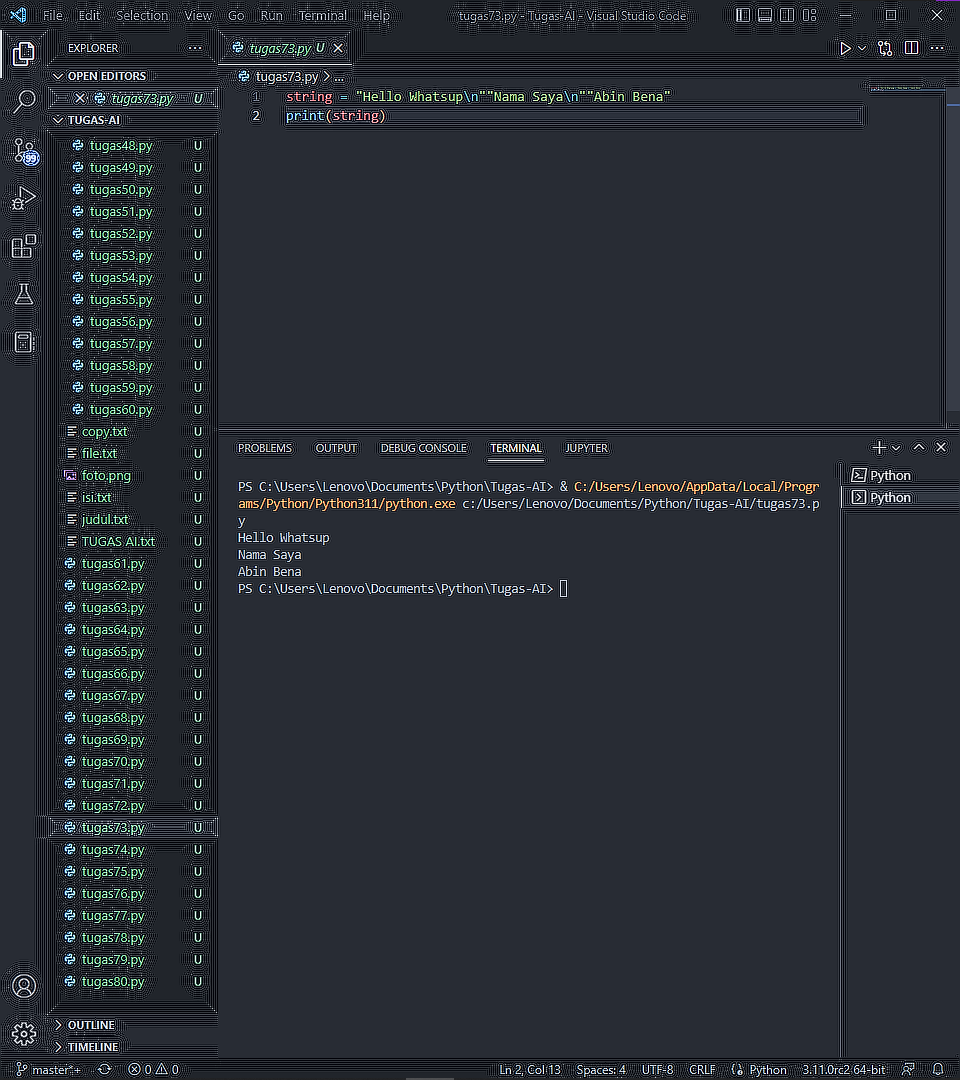 File Edit Selection View Go Run Terminal Help tugas73.py - Tugas-AI - Visual Studio Code
EXPLORER
tugas73.py U
OPEN EDITORS
tugas73.py U
TUGAS-AI
tugas48.py U
tugas49.py U
tugas50.py U
tugas51.py U
tugas52.py U
tugas53.py U
tugas54.py U
tugas55.py U
tugas56.py U
tugas57.py U
tugas58.py U
tugas59.py U
tugas60.py U
copy.txt U
file.txt U
foto.png U
isi.txt U
judul.txt U
TUGAS AI.txt U
tugas61.py U
tugas62.py U
tugas63.py U
tugas64.py U
tugas65.py U
tugas66.py U
tugas67.py U
tugas68.py U
tugas69.py U
tugas70.py U
tugas71.py U
tugas72.py U
tugas73.py U
tugas74.py U
tugas75.py U
tugas76.py U
tugas77.py U
tugas78.py U
tugas79.py U
tugas80.py U
OUTLINE
TIMELINE
99
tugas73.py > ...
1 string = "Hello Whatsup\n""Nama Saya\n""Abin Bena"
2 print(string)
PROBLEMS OUTPUT DEBUG CONSOLE TERMINAL JUPYTER
PS C:\Users\Lenovo\Documents\Python\Tugas-AI> & C:/Users/Lenovo/AppData/Local/Progr
ams/Python/Python311/python.exe c:/Users/Lenovo/Documents/Python/Tugas-AI/tugas73.p
y
Hello Whatsup
Nama Saya
Abin Bena
PS C:\Users\Lenovo\Documents\Python\Tugas-AI>
Python
Python
master*+ 0 0 Ln 2, Col 13 Spaces: 4 UTF-8 CRLF Python 3.11.0rc2 64-bit